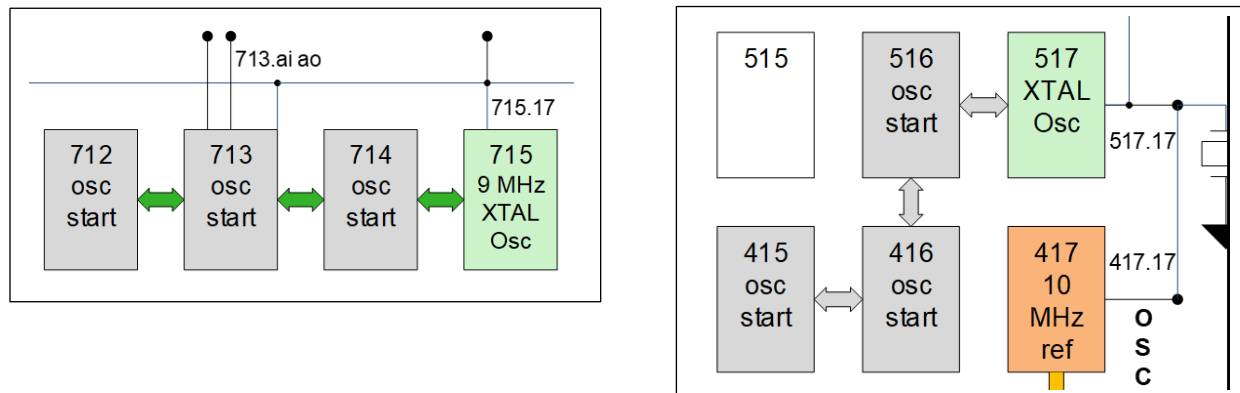 713.ai ao
715.17
712
osc
start
713
osc
start
714
osc
start
715
9 MHz
XTAL
Osc
515
516
osc
start
517
XTAL
Osc
517.17
415
osc
start
416
osc
start
417
10
MHz
ref
417.17
O
S
C